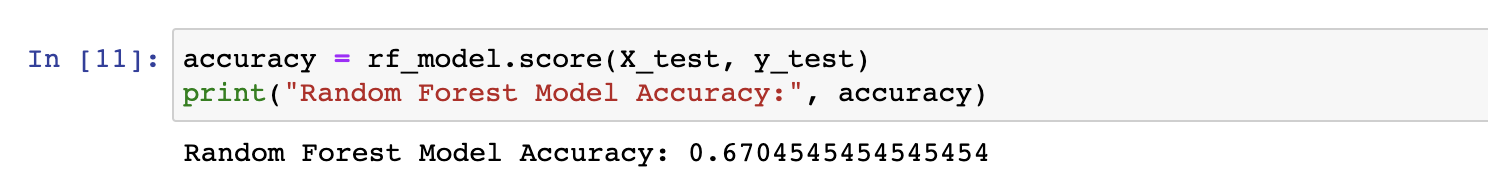 In [11]: accuracy = rf_model.score(X_test, y_test)
print("Random Forest Model Accuracy:", accuracy)
Random Forest Model Accuracy: 0.6704545454545454